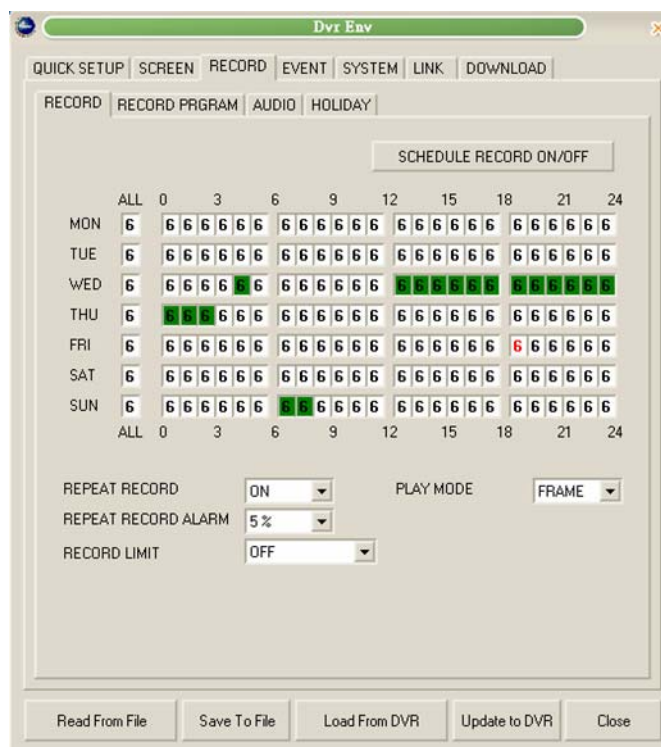 Dvr Env
QUICK SETUP SCREEN RECORD EVENT SYSTEM LINK DOWNLOAD
RECORD RECORD PRGRAM AUDIO HOLIDAY
SCHEDULE RECORD ON/OFF
ALL 0 3 6 9 12 15 18 21 24
MON 6 6 6 6 6 6 6 6 6 6 6 6 6 6 6 6 6 6 6 6 6 6 6 6 6
TUE 6 6 6 6 6 6 6 6 6 6 6 6 6 6 6 6 6 6 6 6 6 6 6 6 6
WED 6 6 6 6 6 6 6 6 6 6 6 6 6 6 6 6 6 6 6 6 6 6 6 6 6
THU 6 6 6 6 6 6 6 6 6 6 6 6 6 6 6 6 6 6 6 6 6 6 6 6 6
FRI 6 6 6 6 6 6 6 6 6 6 6 6 6 6 6 6 6 6 6 6 6 6 6 6 6
SAT 6 6 6 6 6 6 6 6 6 6 6 6 6 6 6 6 6 6 6 6 6 6 6 6 6
SUN 6 6 6 6 6 6 6 6 6 6 6 6 6 6 6 6 6 6 6 6 6 6 6 6 6
ALL 0 3 6 9 12 15 18 21 24
REPEAT RECORD ON PLAY MODE FRAME
REPEAT RECORD ALARM 5 %
RECORD LIMIT OFF
Read From File Save To File Load From DVR Update to DVR Close